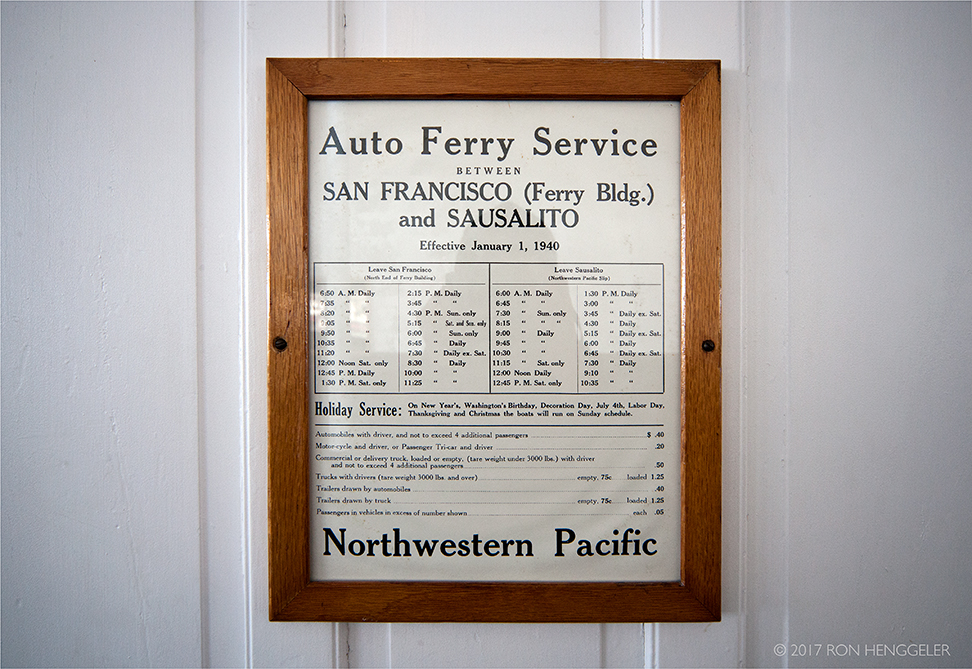 Auto Ferry Service
BETWEEN
SAN FRANCISCO (Ferry Bldg.)
and SAUSALITO
Effective January 1, 1940
Leave San Francisco
(North End of Ferry Building)
6:50 A. M. Daily
7:35 " "
8:20 " "
9:05 " "
9:50 " "
10:35 " "
11:20 " "
12:00 Noon Sat. only
12:45 P. M. Daily
1:30 P. M. Sat. only
2:15 P. M. Daily
3:45 " "
4:30 P. M. Sun. only
5:15 " Sat. and Sun. only
6:00 " Sun. only
6:45 " Daily
7:30 " Daily ex. Sat.
8:30 " Daily
10:00 " "
11:25 " "
Leave Sausalito
(Northwestern Pacific Slip)
6:00 A. M. Daily
6:45 " "
7:30 " Sun. only
8:15 " " "
9:00 " Daily
9:45 " "
10:30 " "
11:15 " Sat. only
12:00 Noon Daily
12:45 P. M. Sat. only
1:30 P. M. Daily
3:00 " "
3:45 " Daily ex. Sat.
4:30 " Daily
5:15 " Daily ex. Sat.
6:00 " Daily
6:45 " Daily ex. Sat.
7:30 " Daily
9:10 " "
10:35 " "
Holiday Service: On New Year's, Washington's Birthday, Decoration Day, July 4th, Labor Day,
Thanksgiving and Christmas the boats will run on Sunday schedule.
Automobiles with driver, and not to exceed 4 additional passengers $ .40
Motor-cycle and driver, or Passenger Tri-car and driver .20
Commercial or delivery truck, loaded or empty, (tare weight under 3000 lbs.) with driver
and not to exceed 4 additional passengers .50
Trucks with drivers (tare weight 3000 lbs. and over) empty, 75c loaded 1.25
Trailers drawn by automobiles .40
Trailers drawn by truck empty, 75c loaded 1.25
Passengers in vehicles in excess of number shown each .05
Northwestern Pacific
© 2017 RON HENGGELER